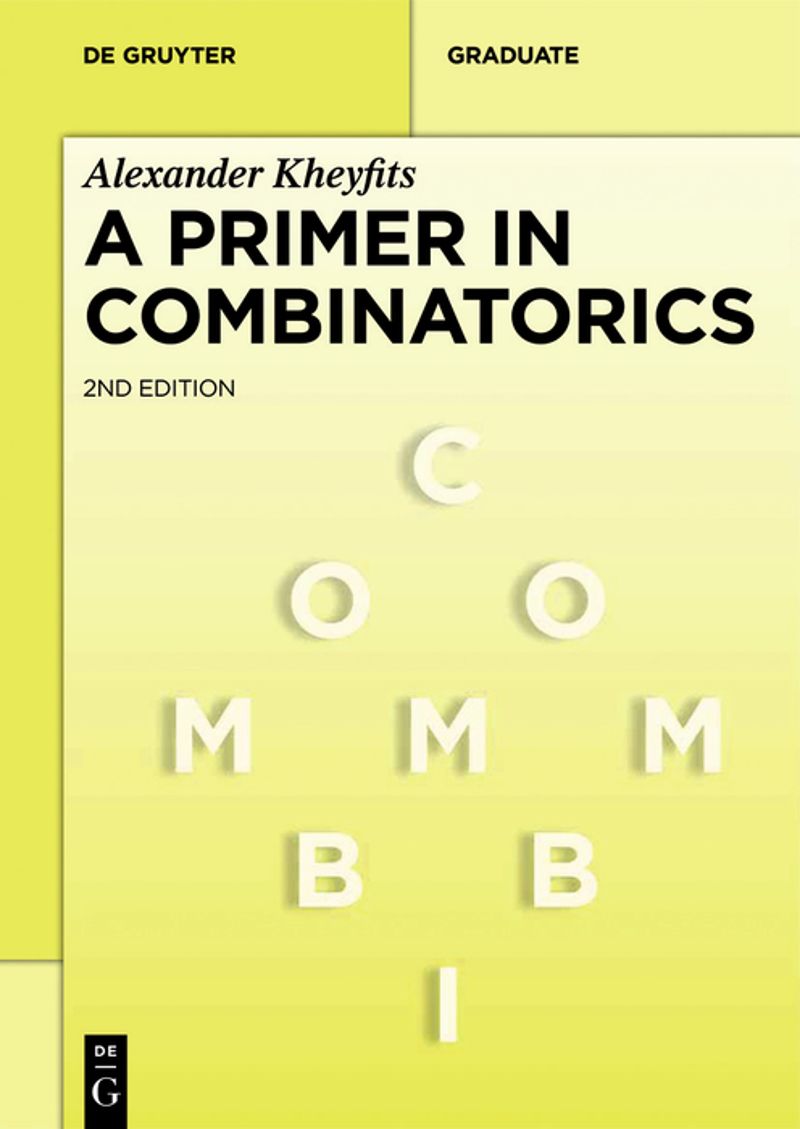 DE GRUYTER GRADUATE
Alexander Kheyfits
A PRIMER IN
COMBINATORICS
2ND EDITION
C
O O
M M M
B B
I
DE
G